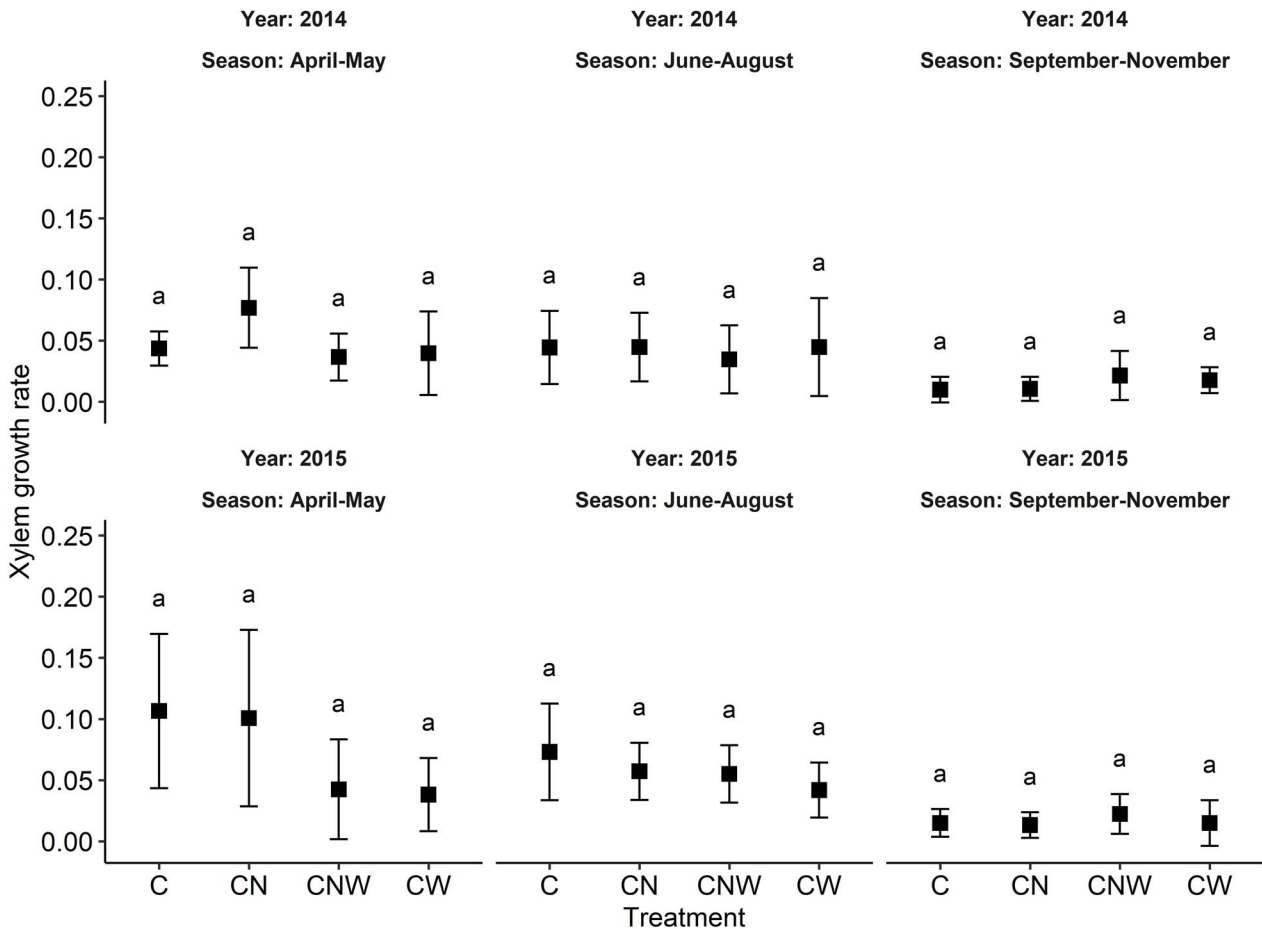 Year: 2014 Year: 2014 Year: 2014
Season: April-May Season: June-August Season: September-November
0.25
0.20
0.15
0.10
0.05
0.00
a a a a
a a a a
a a a a
Xylem growth rate
Year: 2015 Year: 2015 Year: 2015
Season: April-May Season: June-August Season: September-November
0.25
0.20
0.15
0.10
0.05
0.00
a a a a
a a a a
a a a a
C CN CNW CW C CN CNW CW C CN CNW CW
Treatment